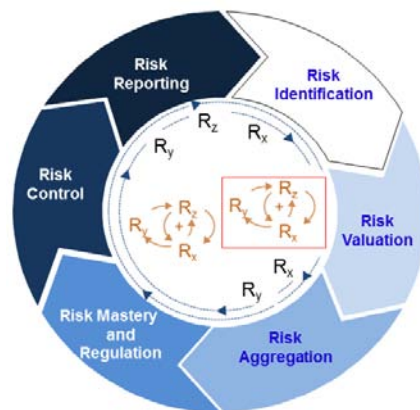 Risk
Reporting
Risk
Identification
Risk
Valuation
Risk
Aggregation
Risk Mastery
and
Regulation
Risk
Control
Rz
Rx
Ry
Rz
Ry
+
Rx
Rz
Ry
+
Rx
Rx
Ry